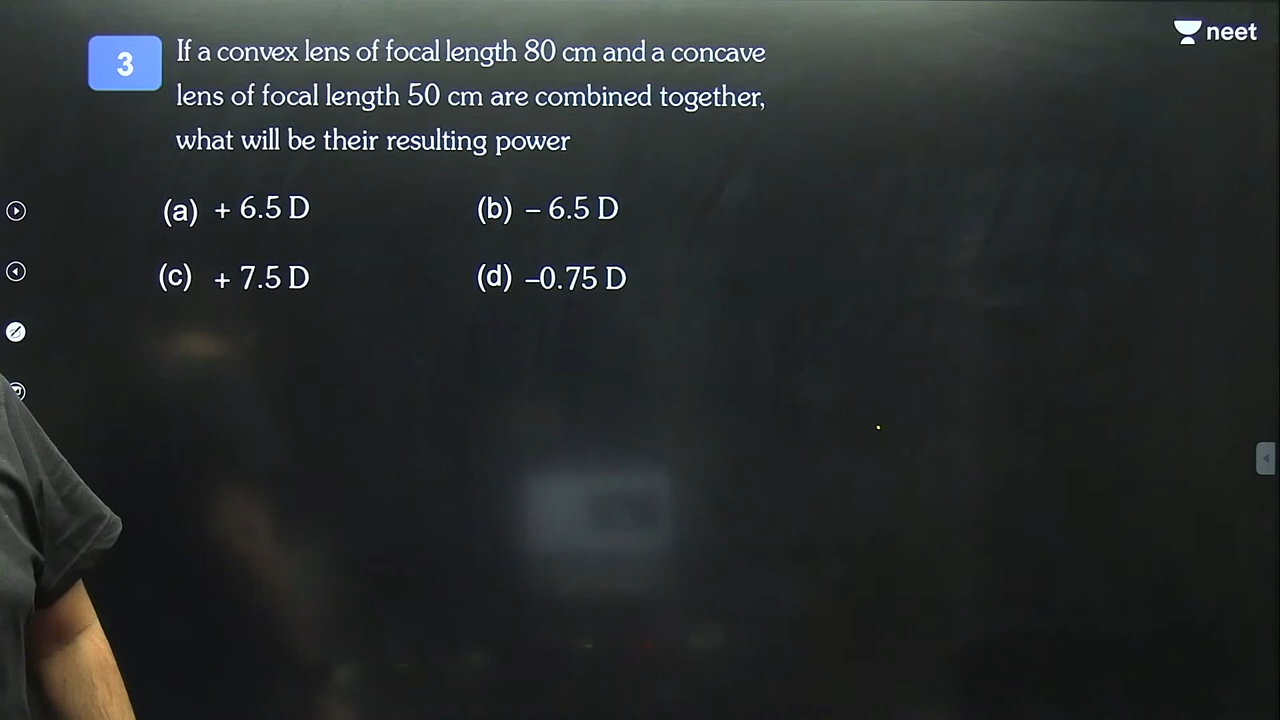 neet
3
If a convex lens of focal length 80 cm and a concave
lens of focal length 50 cm are combined together,
what will be their resulting power
(a) + 6.5 D (b) – 6.5 D
(c) + 7.5 D (d) –0.75 D